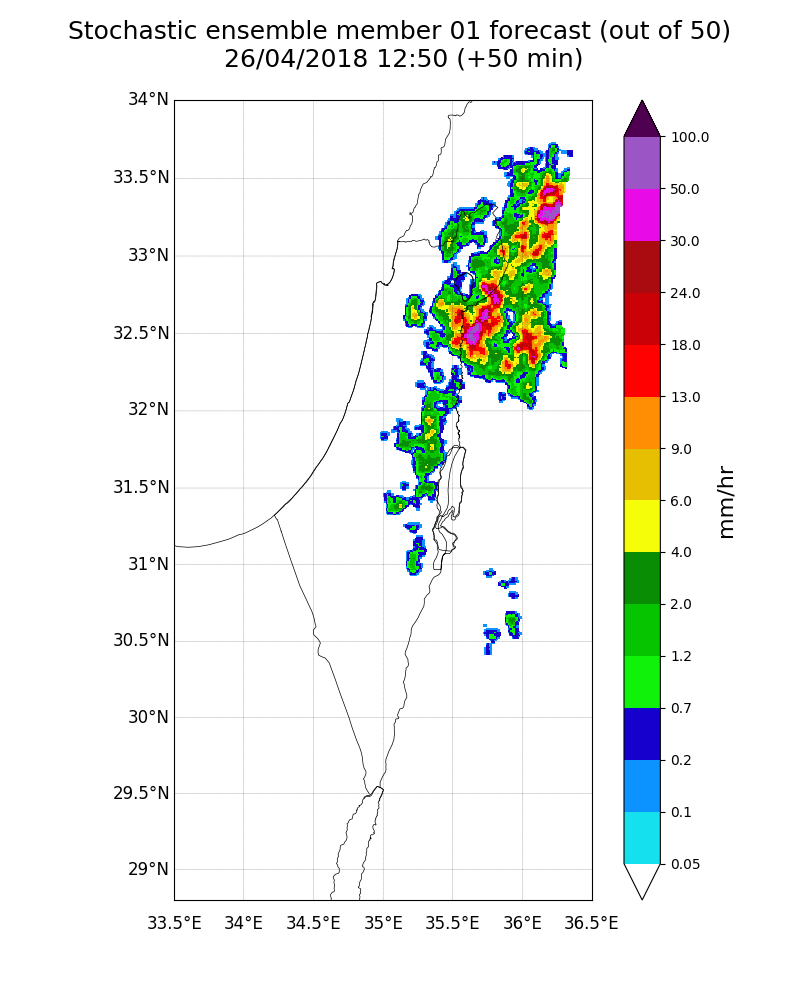 Stochastic ensemble member 01 forecast (out of 50)
26/04/2018 12:50 (+50 min)
34°N
33.5°N
33°N
32.5°N
32°N
31.5°N
31°N
30.5°N
30°N
29.5°N
29°N
33.5°E 34°E 34.5°E 35°E 35.5°E 36°E 36.5°E
100.0
50.0
30.0
24.0
18.0
13.0
9.0
6.0
4.0
2.0
1.2
0.7
0.2
0.1
0.05
mm/hr